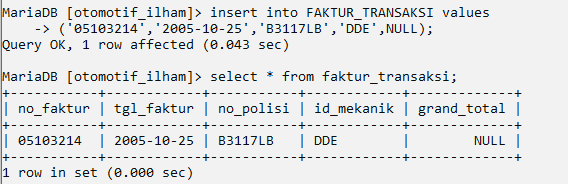 MariaDB [otomotif_ilham]> insert into FAKTUR_TRANSAKSI values
    -> ('05103214','2005-10-25','B3117LB','DDE',NULL);
Query OK, 1 row affected (0.043 sec)

MariaDB [otomotif_ilham]> select * from faktur_transaksi;
+-----------+------------+-----------+------------+-------------+
| no_faktur | tgl_faktur | no_polisi | id_mekanik | grand_total |
+-----------+------------+-----------+------------+-------------+
| 05103214  | 2005-10-25 | B3117LB   | DDE        |        NULL |
+-----------+------------+-----------+------------+-------------+
1 row in set (0.000 sec)